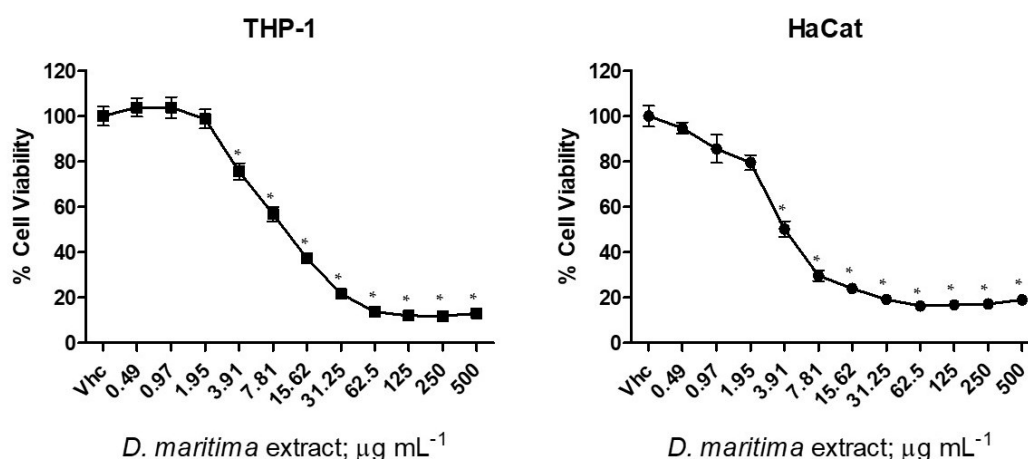 THP-1
% Cell Viability
120
100
80
60
40
20
0
* * * * * * * *
Vhc 0.49 0.97 1.95 3.91 7.81 15.62 31.25 62.5 125 250 500
D. maritima extract; μg mL⁻¹
HaCat
% Cell Viability
120
100
80
60
40
20
0
* * * * * * * *
Vhc 0.49 0.97 1.95 3.91 7.81 15.62 31.25 62.5 125 250 500
D. maritima extract; μg mL⁻¹